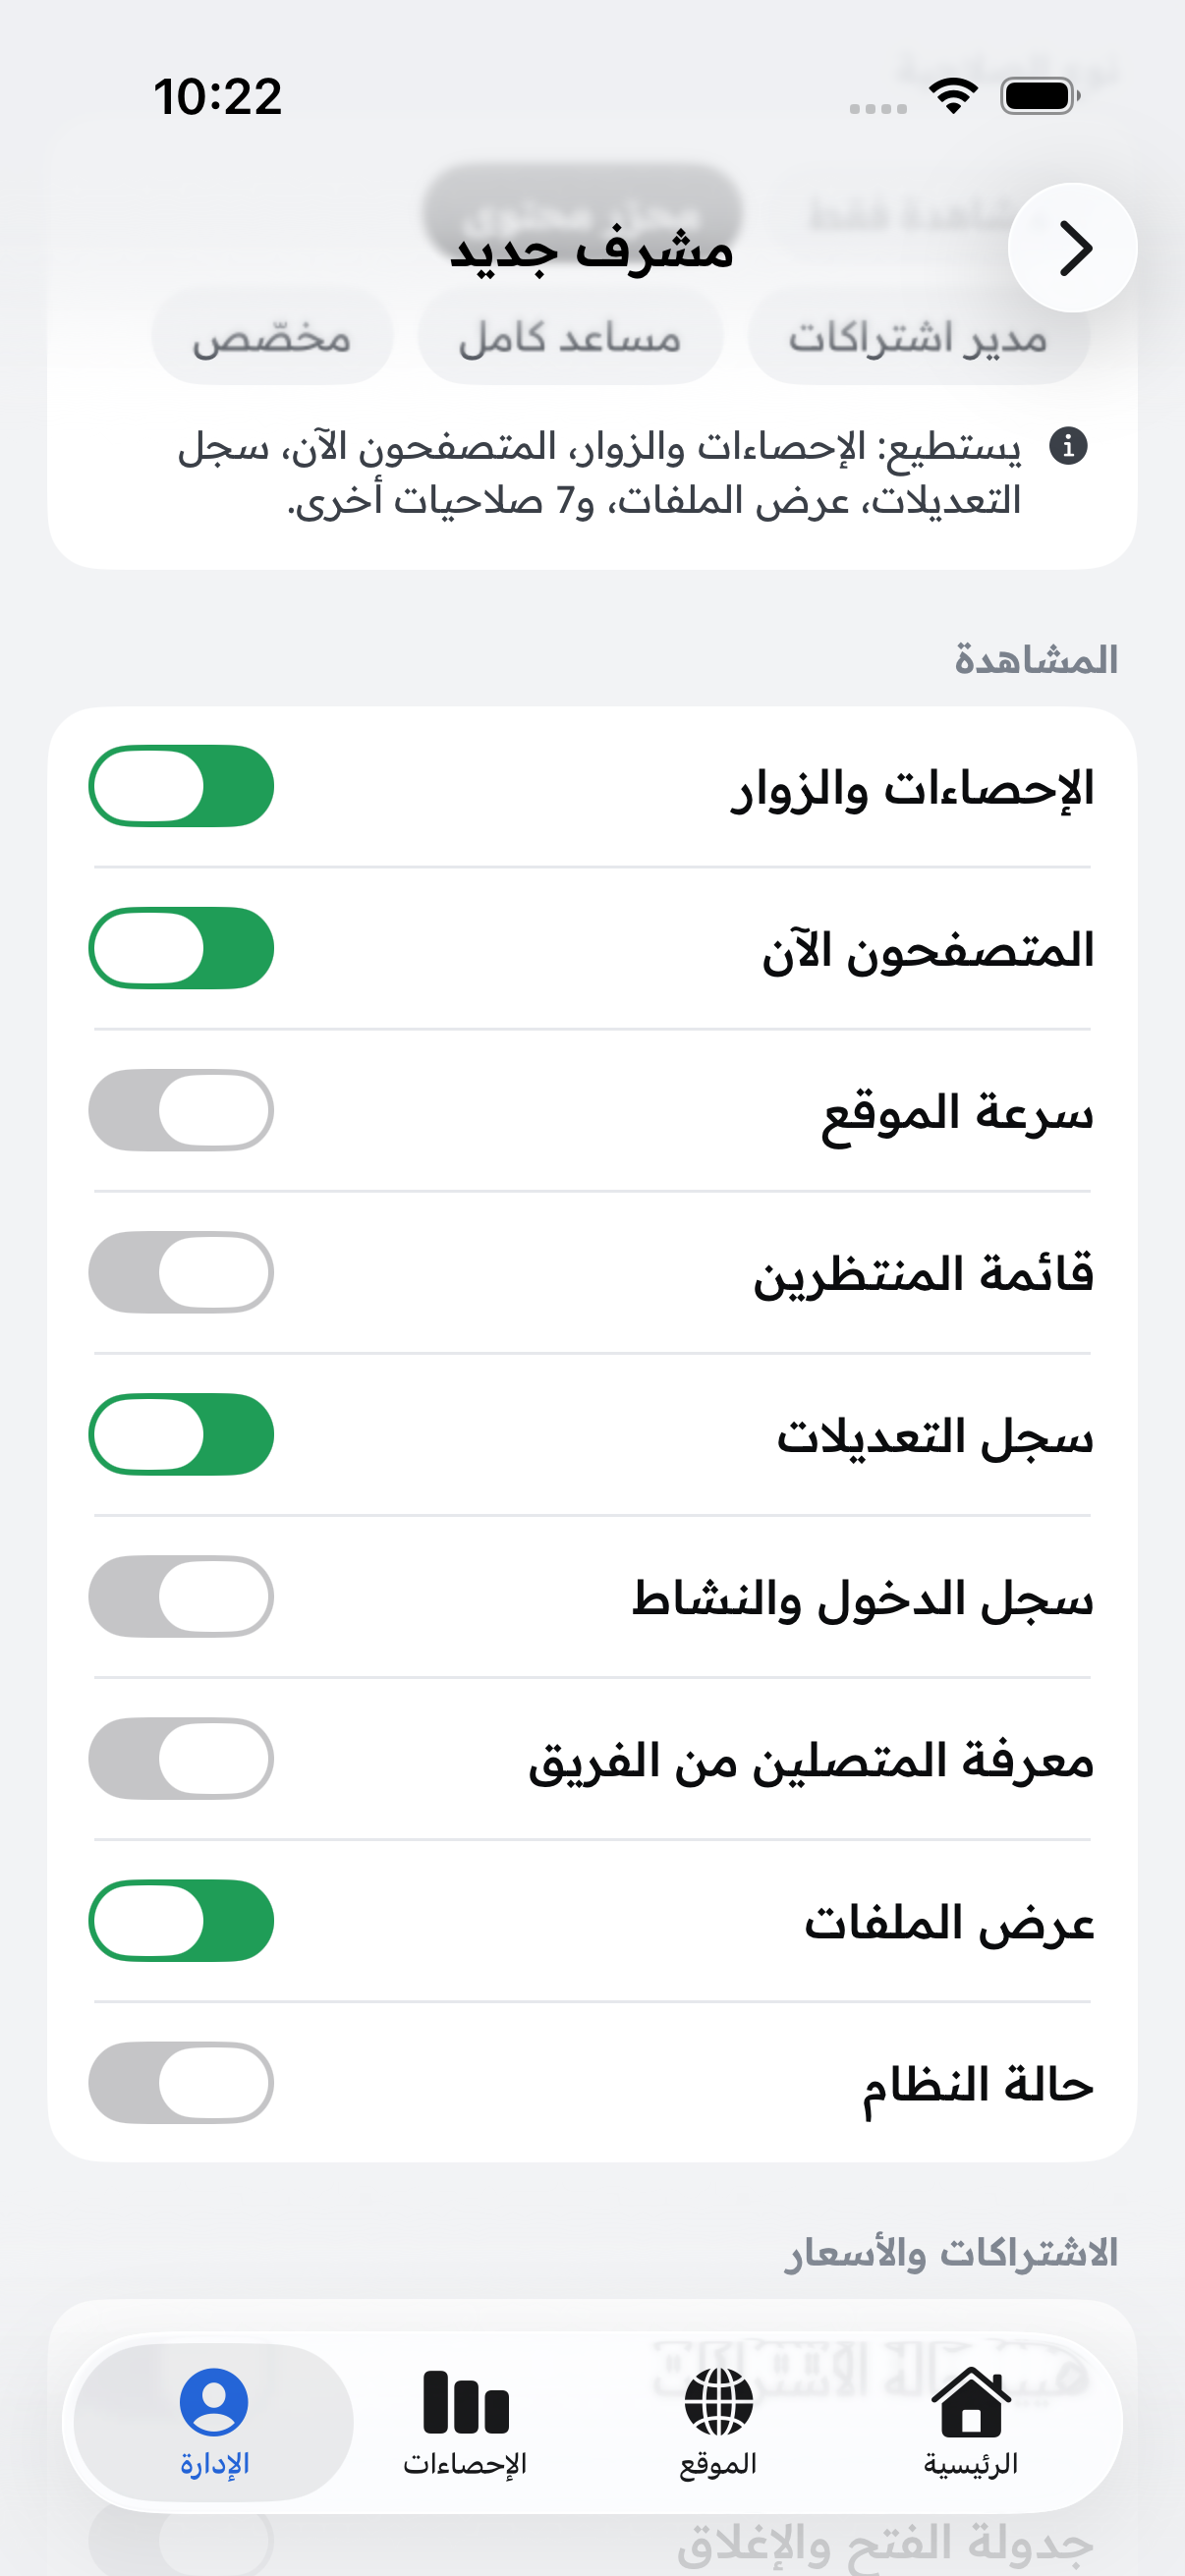 10:22
مشرف جديد
محرّر محتوى
مدير اشتراكات
مساعد كامل
مخصّص
يستطيع: الإحصاءات والزوار، المتصفحون الآن، سجل
التعديلات، عرض الملفات، و7 صلاحيات أخرى.
المشاهدة
الإحصاءات والزوار
المتصفحون الآن
سرعة الموقع
قائمة المنتظرين
سجل التعديلات
سجل الدخول والنشاط
معرفة المتصلين من الفريق
عرض الملفات
حالة النظام
الاشتراكات والأسعار
الرئيسية
الموقع
الإحصاءات
الإدارة
جدولة الفتح والإغلاق